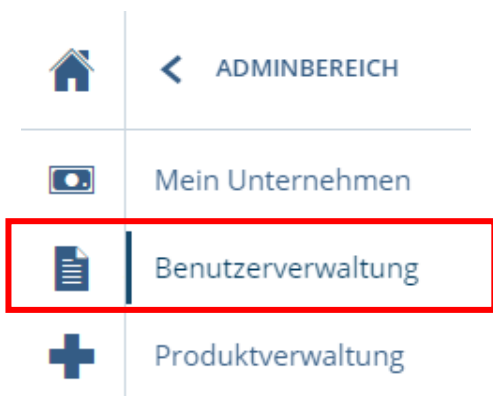 ADMINBEREICH
Mein Unternehmen
Benutzerverwaltung
Produktverwaltung